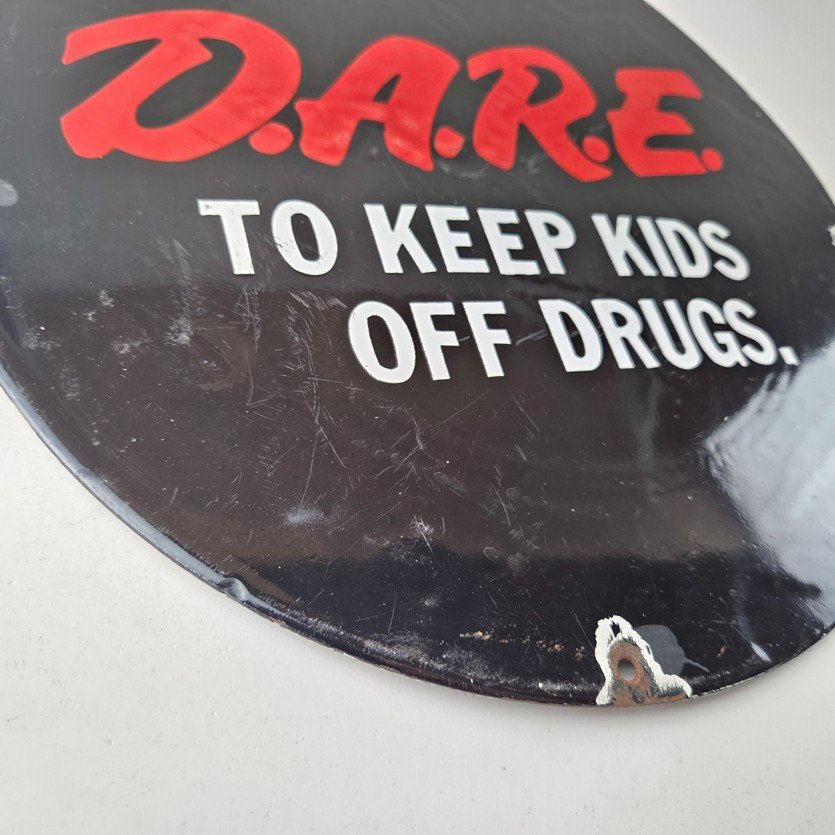 D.A.R.E.
TO KEEP KIDS
OFF DRUGS.